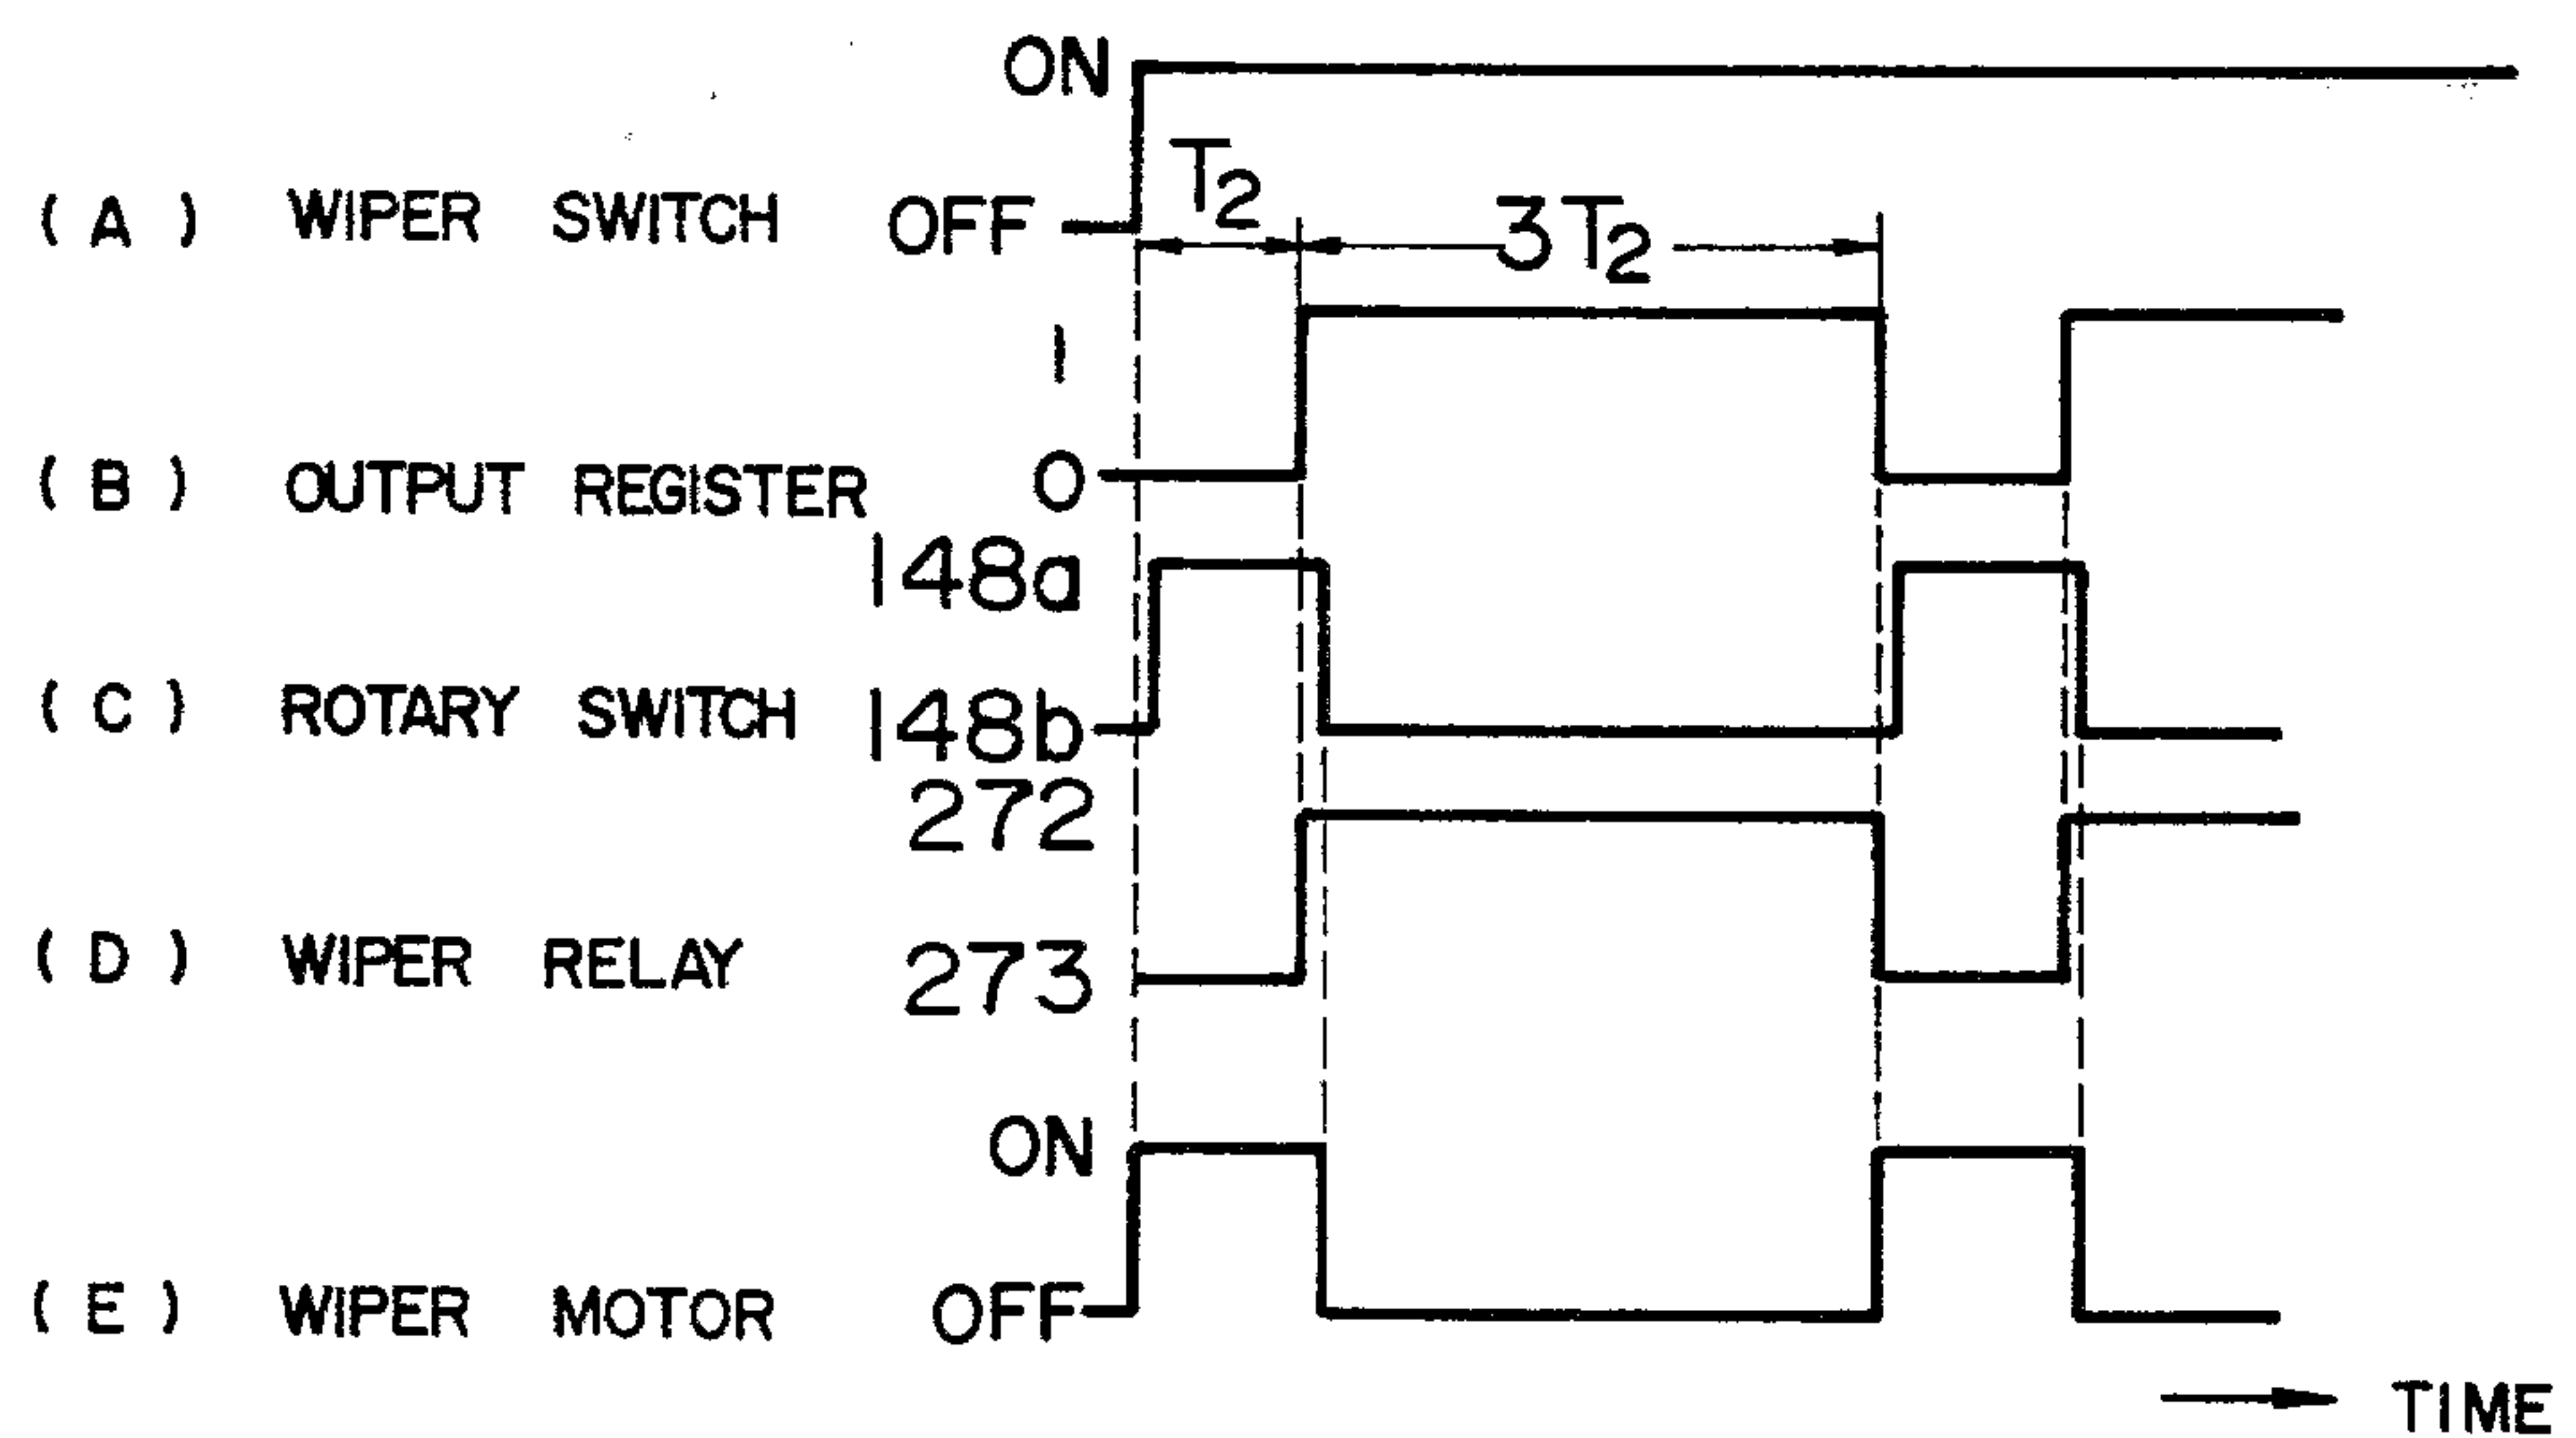 ON
T2
(A) WIPER SWITCH OFF
3T2
1
(B) OUTPUT REGISTER 0
148a
(C) ROTARY SWITCH 148b
272
(D) WIPER RELAY 273
ON
(E) WIPER MOTOR OFF
TIME